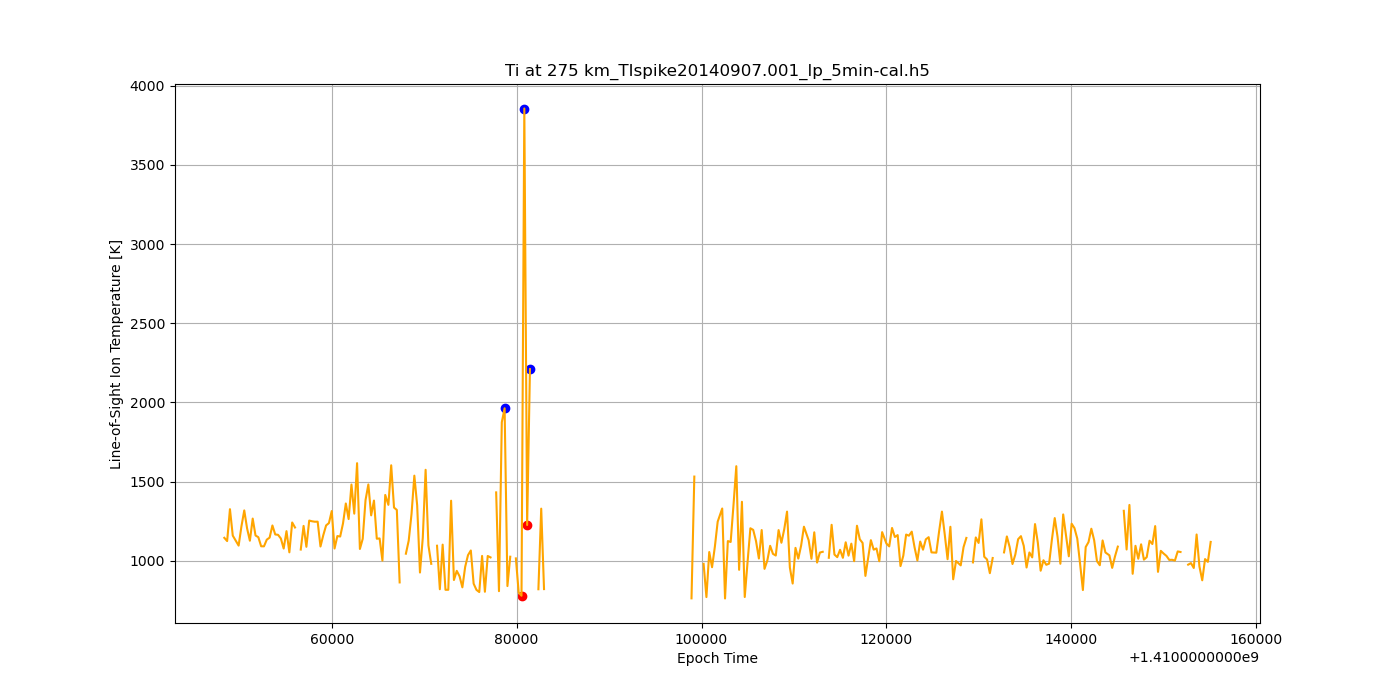 Ti at 275 km_TIspike20140907.001_lp_5min-cal.h5
Line-of-Sight Ion Temperature [K]
4000
3500
3000
2500
2000
1500
1000
60000 80000 100000 120000 140000 160000
Epoch Time
+1.4100000000e9